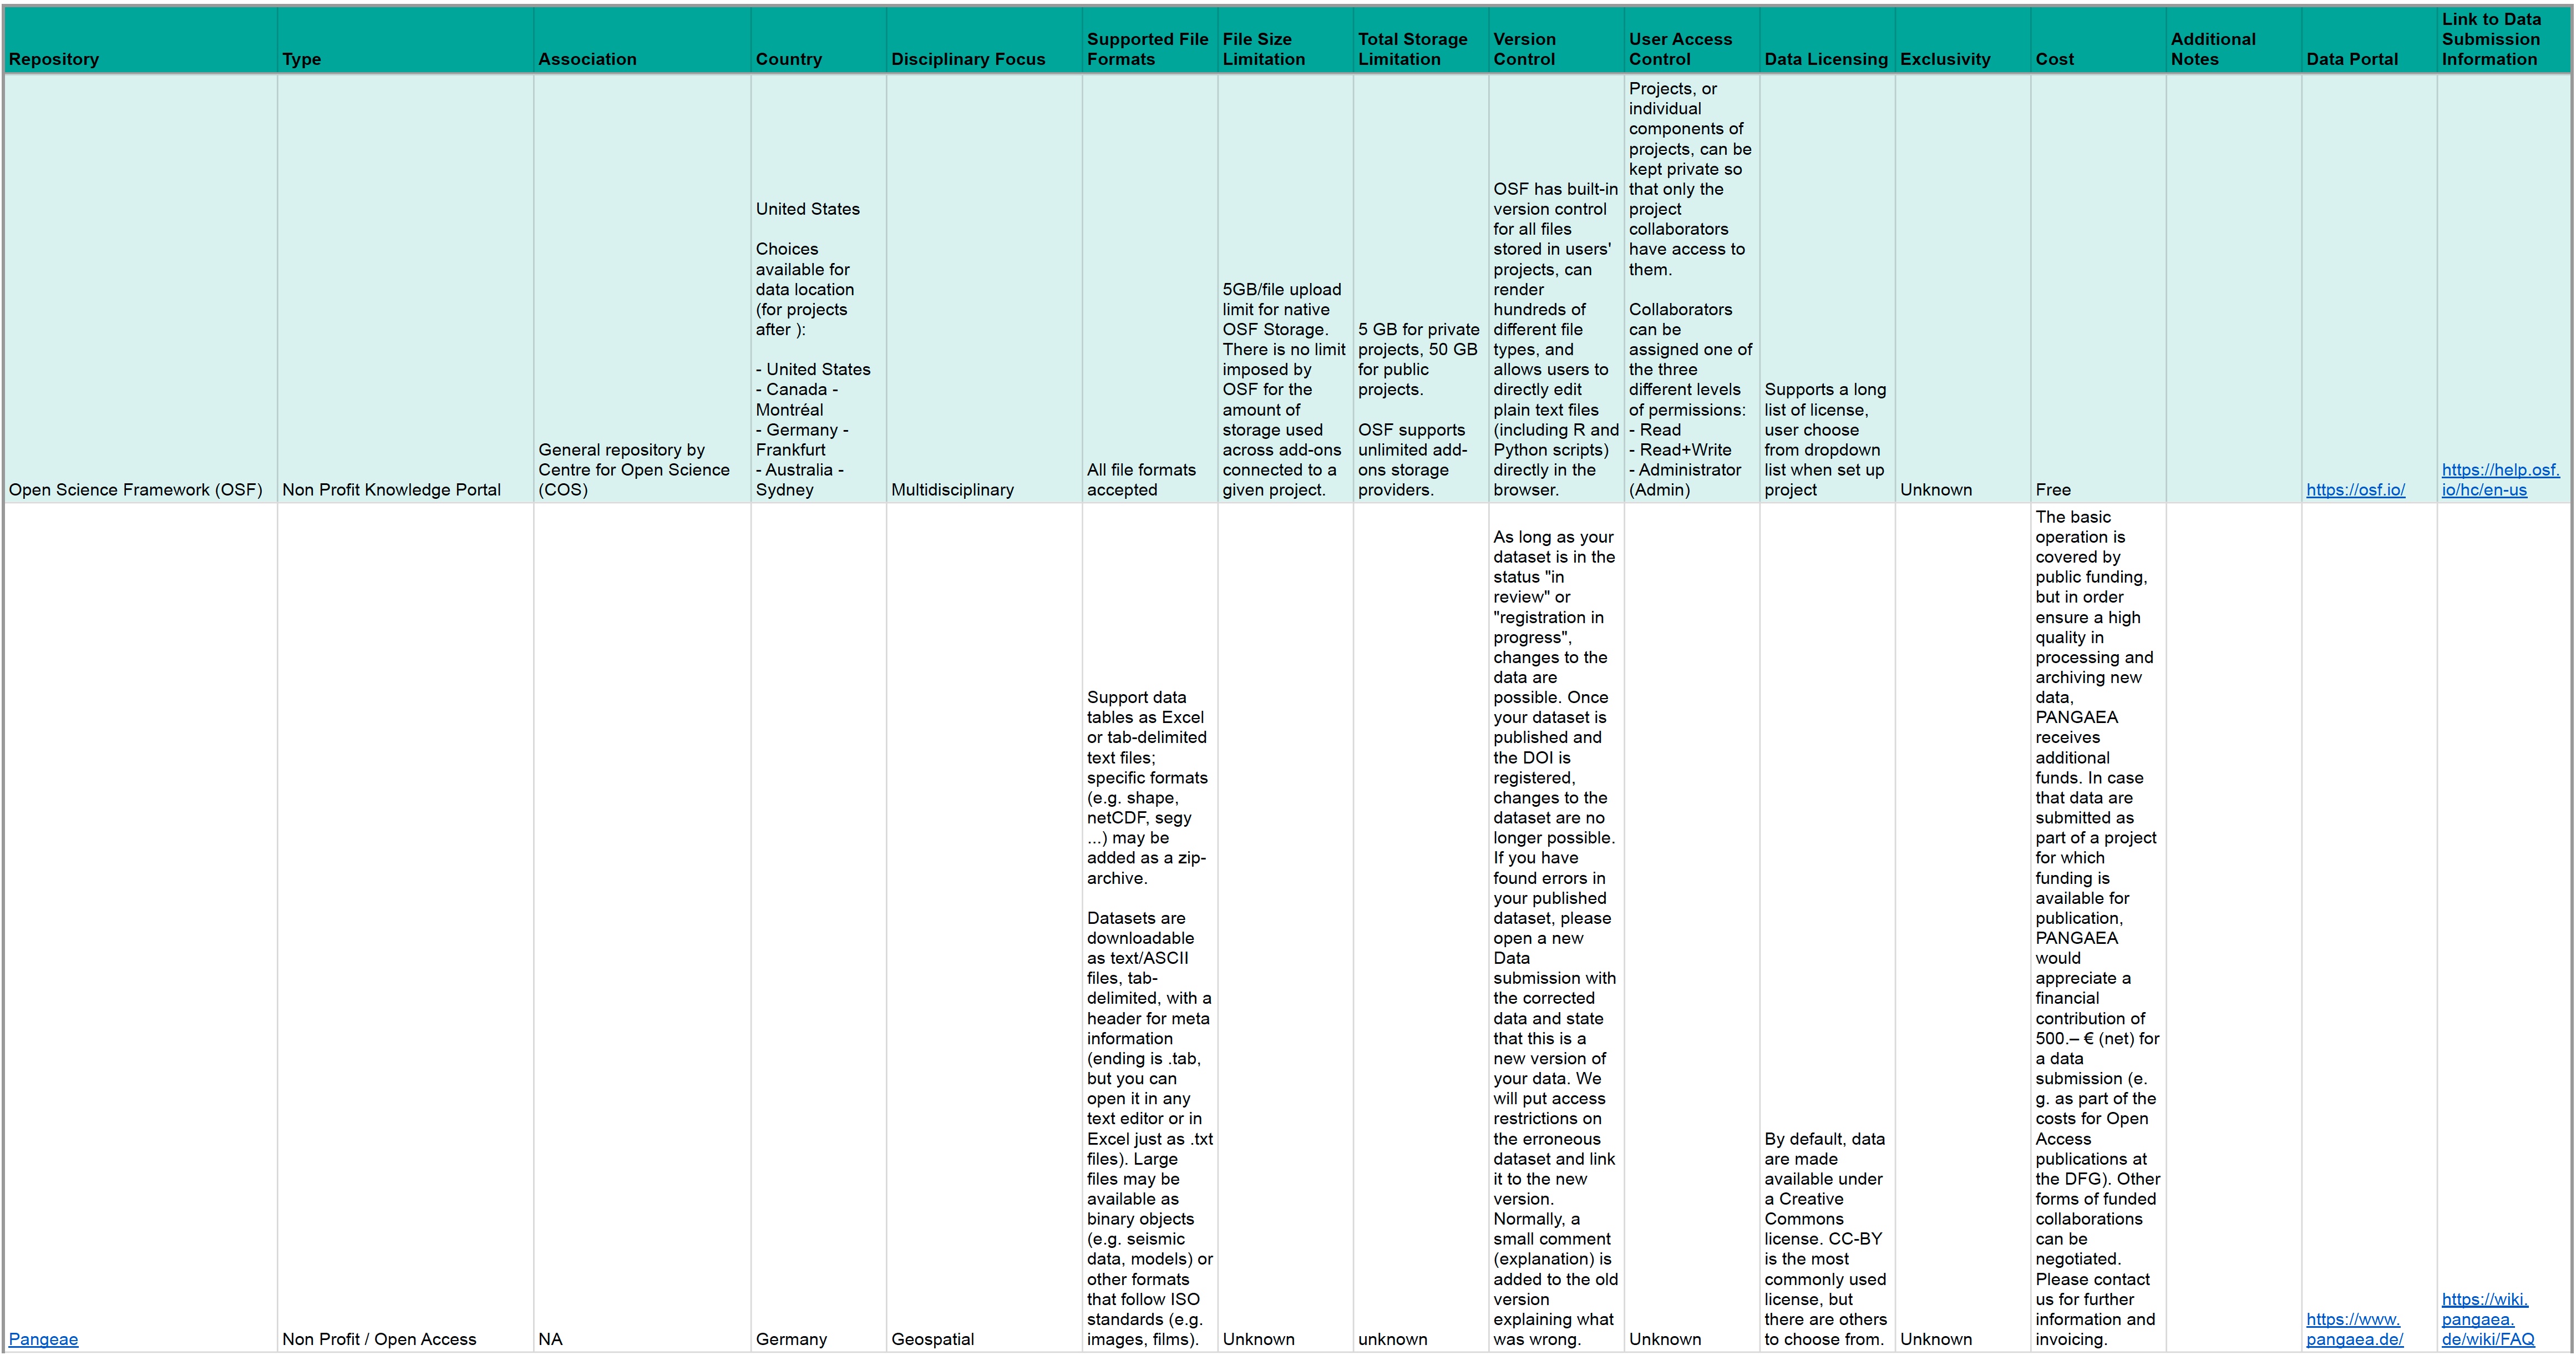 Repository
Type
Association
Country
Disciplinary Focus
Supported File
Formats
File Size
Limitation
Total Storage
Limitation
Version
Control
User Access
Control
Data Licensing
Exclusivity
Cost
Additional
Notes
Data Portal
Link to Data
Submission
Information
Open Science Framework (OSF)
Non Profit Knowledge Portal
General repository by
Centre for Open Science
(COS)
United States
Choices
available for
data location
(for projects
after ):
- United States
- Canada -
Montréal
- Germany -
Frankfurt
- Australia -
Sydney
Multidisciplinary
All file formats
accepted
5GB/file upload
limit for native
OSF Storage.
There is no limit
imposed by
OSF for the
amount of
storage used
across add-ons
connected to a
given project.
5 GB for private
projects, 50 GB
for public
projects.
OSF supports
unlimited add-
ons storage
providers.
OSF has built-in
version control
for all files
stored in users'
projects, can
render
hundreds of
different file
types, and
allows users to
directly edit
plain text files
(including R and
Python scripts)
directly in the
browser.
Projects, or
individual
components of
projects, can be
kept private so
that only the
project
collaborators
have access to
them.
Collaborators
can be
assigned one of
the three
different levels
of permissions:
- Read
- Read+Write
- Administrator
(Admin)
Supports a long
list of license,
user choose
from dropdown
list when set up
project
Unknown
Free
https://osf.io/
https://help.osf.
io/hc/en-us
Pangeae
Non Profit / Open Access
NA
Germany
Geospatial
Support data
tables as Excel
or tab-delimited
text files;
specific formats
(e.g. shape,
netCDF, segy
...) may be
added as a zip-
archive.
Datasets are
downloadable
as text/ASCII
files, tab-
delimited, with a
header for meta
information
(ending is .tab,
but you can
open it in any
text editor or in
Excel just as .txt
files). Large
files may be
available as
binary objects
(e.g. seismic
data, models) or
other formats
that follow ISO
standards (e.g.
images, films).
Unknown
unknown
As long as your
dataset is in the
status "in
review" or
"registration in
progress",
changes to the
data are
possible. Once
your dataset is
published and
the DOI is
registered,
changes to the
dataset are no
longer possible.
If you have
found errors in
your published
dataset, please
open a new
Data
submission with
the corrected
data and state
that this is a
new version of
your data. We
will put access
restrictions on
the erroneous
dataset and link
it to the new
version.
Normally, a
small comment
(explanation) is
added to the old
version
explaining what
was wrong.
Unknown
By default, data
are made
available under
a Creative
Commons
license. CC-BY
is the most
commonly used
license, but
there are others
to choose from.
Unknown
The basic
operation is
covered by
public funding,
but in order
ensure a high
quality in
processing and
archiving new
data,
PANGAEA
receives
additional
funds. In case
that data are
submitted as
part of a project
for which
funding is
available for
publication,
PANGAEA
would
appreciate a
financial
contribution of
500.– € (net) for
a data
submission (e.
g. as part of the
costs for Open
Access
publications at
the DFG). Other
forms of funded
collaborations
can be
negotiated.
Please contact
us for further
information and
invoicing.
https://www.
pangaea.de/
https://wiki.
pangaea.
de/wiki/FAQ